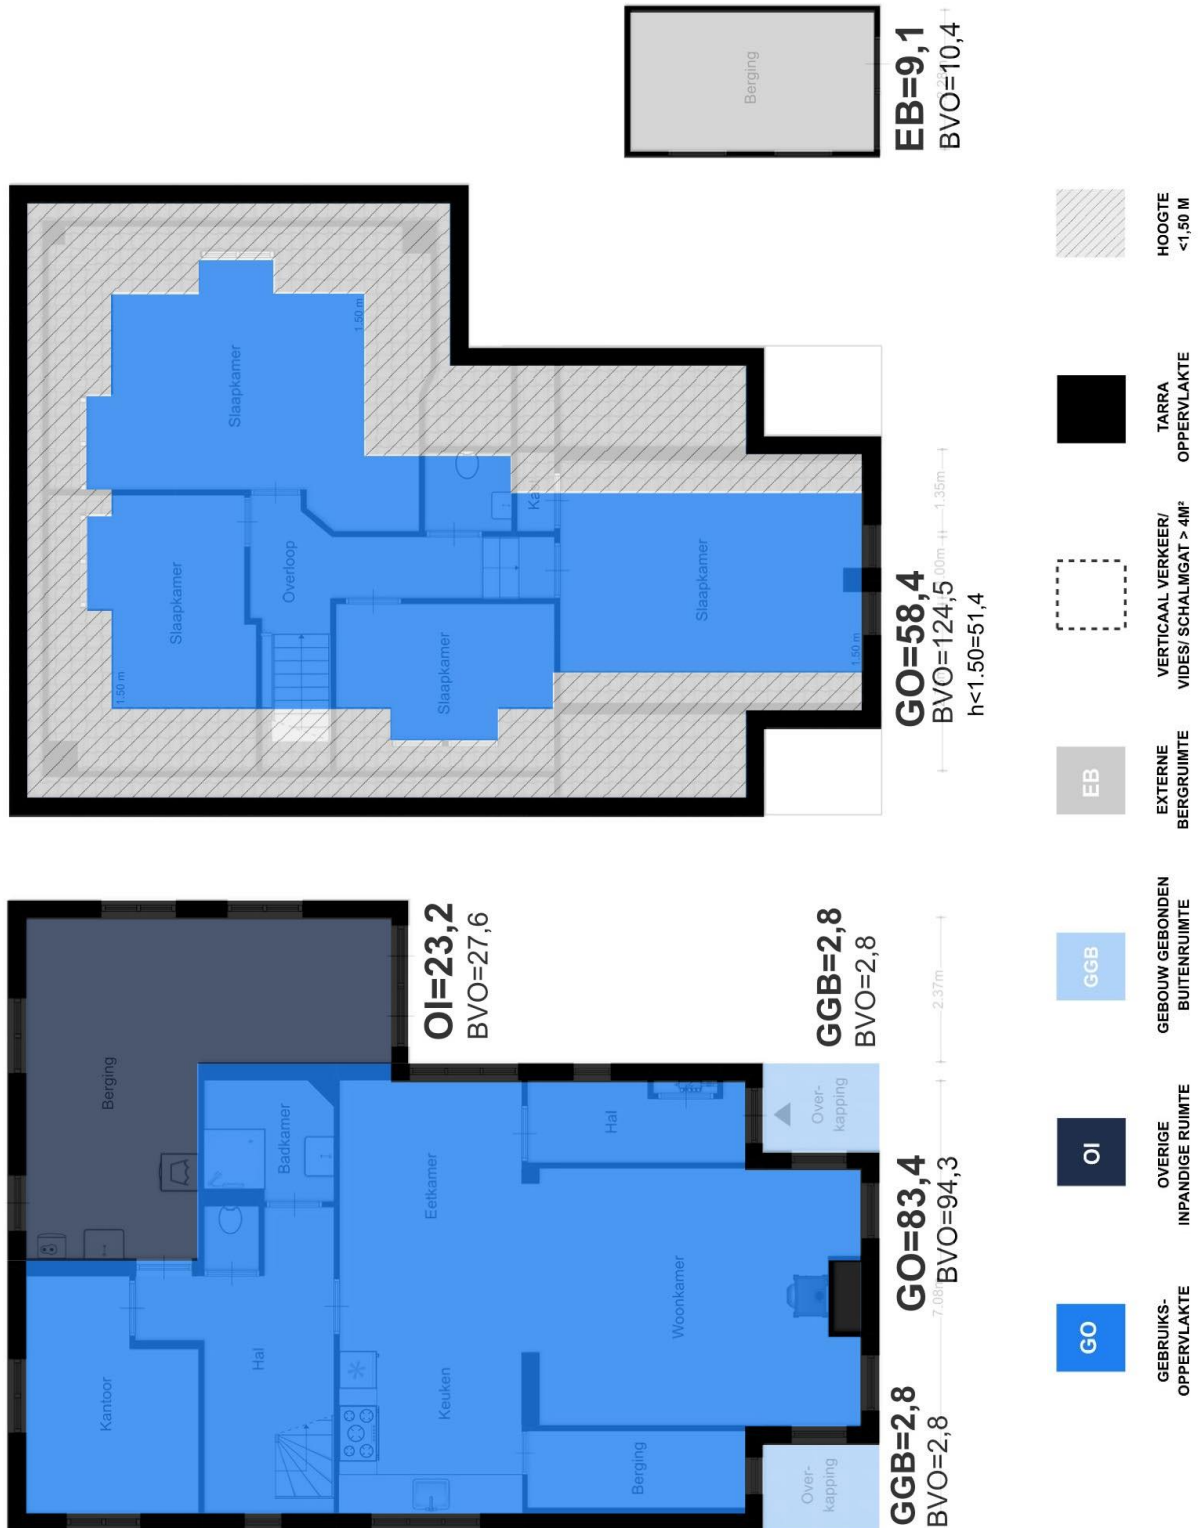 Berging
Kantoor
Hal
Badkamer
Keuken
Eetkamer
Hal
Woonkamer
Berging
Over-
kapping
Over-
kapping
OI=23,2
BVO=27,6
GGB=2,8
BVO=2,8
GO=83,4
BVO=94,3
GGB=2,8
BVO=2,8
7.08m
2.37m
Slaapkamer
Slaapkamer
Overloop
Slaapkamer
Slaapkamer
1.50 m
1.50 m
1.50 m
GO=58,4
BVO=124,5
h<1.50=51,4
1.35m
Berging
EB=9,1
BVO=10,4
GO
GEBRUIKS-
OPPERVLAKTE
OI
OVERIGE
INPANDIGE RUIMTE
GGB
GEBOUW GEBONDEN
BUITENRUIMTE
EB
EXTERNE
BERGRUIMTE
VERTICAAL VERKEER/
VIDES/ SCHALMGAT > 4M²
TARRA
OPPERVLAKTE
HOOGTE
<1,50 M